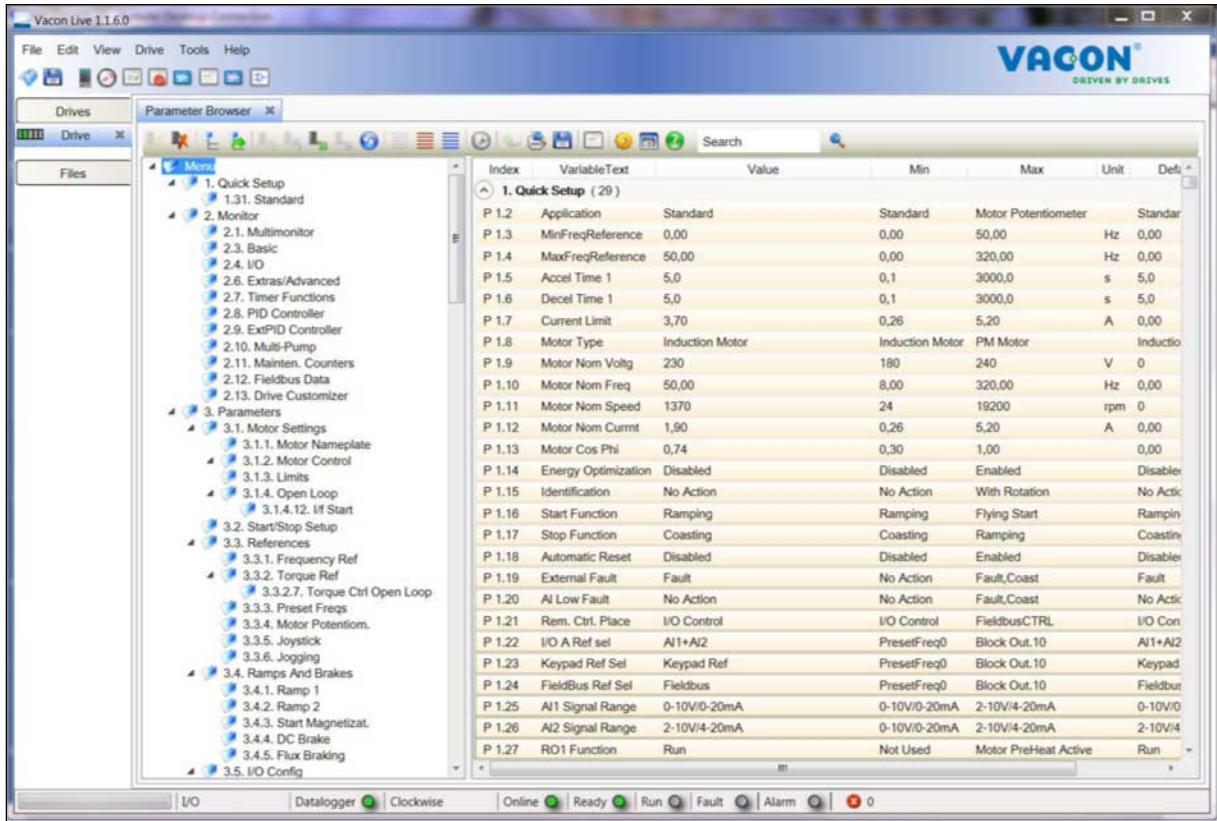 Vacon Live 1.1.6.0
File Edit View Drive Tools Help
VACON®
DRIVEN BY DRIVES
Drives
Drive
Files
Parameter Browser
Search
Menu
1. Quick Setup
1.31. Standard
2. Monitor
2.1. Multimonitor
2.3. Basic
2.4. I/O
2.6. Extras/Advanced
2.7. Timer Functions
2.8. PID Controller
2.9. ExtPID Controller
2.10. Multi-Pump
2.11. Mainten. Counters
2.12. Fieldbus Data
2.13. Drive Customizer
3. Parameters
3.1. Motor Settings
3.1.1. Motor Nameplate
3.1.2. Motor Control
3.1.3. Limits
3.1.4. Open Loop
3.1.4.12. I/f Start
3.2. Start/Stop Setup
3.3. References
3.3.1. Frequency Ref
3.3.2. Torque Ref
3.3.2.7. Torque Ctrl Open Loop
3.3.3. Preset Freqs
3.3.4. Motor Potentiom.
3.3.5. Joystick
3.3.6. Jogging
3.4. Ramps And Brakes
3.4.1. Ramp 1
3.4.2. Ramp 2
3.4.3. Start Magnetizat.
3.4.4. DC Brake
3.4.5. Flux Braking
3.5. I/O Config
Index VariableText Value Min Max Unit Defa
1. Quick Setup (29)
P 1.2 Application Standard Standard Motor Potentiometer Standar
P 1.3 MinFreqReference 0,00 0,00 50,00 Hz 0,00
P 1.4 MaxFreqReference 50,00 0,00 320,00 Hz 0,00
P 1.5 Accel Time 1 5,0 0,1 3000,0 s 5,0
P 1.6 Decel Time 1 5,0 0,1 3000,0 s 5,0
P 1.7 Current Limit 3,70 0,26 5,20 A 0,00
P 1.8 Motor Type Induction Motor Induction Motor PM Motor Inductio
P 1.9 Motor Nom Voltg 230 180 240 V 0
P 1.10 Motor Nom Freq 50,00 8,00 320,00 Hz 0,00
P 1.11 Motor Nom Speed 1370 24 19200 rpm 0
P 1.12 Motor Nom Currnt 1,90 0,26 5,20 A 0,00
P 1.13 Motor Cos Phi 0,74 0,30 1,00 0,00
P 1.14 Energy Optimization Disabled Disabled Enabled Disable
P 1.15 Identification No Action No Action With Rotation No Actic
P 1.16 Start Function Ramping Ramping Flying Start Rampin
P 1.17 Stop Function Coasting Coasting Ramping Coastin
P 1.18 Automatic Reset Disabled Disabled Enabled Disable
P 1.19 External Fault Fault No Action Fault,Coast Fault
P 1.20 AI Low Fault No Action No Action Fault,Coast No Actic
P 1.21 Rem. Ctrl. Place I/O Control I/O Control FieldbusCTRL I/O Con
P 1.22 I/O A Ref sel AI1+AI2 PresetFreq0 Block Out.10 AI1+AI2
P 1.23 Keypad Ref Sel Keypad Ref PresetFreq0 Block Out.10 Keypad
P 1.24 FieldBus Ref Sel Fieldbus PresetFreq0 Block Out.10 Fieldbus
P 1.25 AI1 Signal Range 0-10V/0-20mA 0-10V/0-20mA 2-10V/4-20mA 0-10V/0
P 1.26 AI2 Signal Range 2-10V/4-20mA 0-10V/0-20mA 2-10V/4-20mA 2-10V/4
P 1.27 RO1 Function Run Not Used Motor PreHeat Active Run
I/O Datalogger Clockwise Online Ready Run Fault Alarm 0